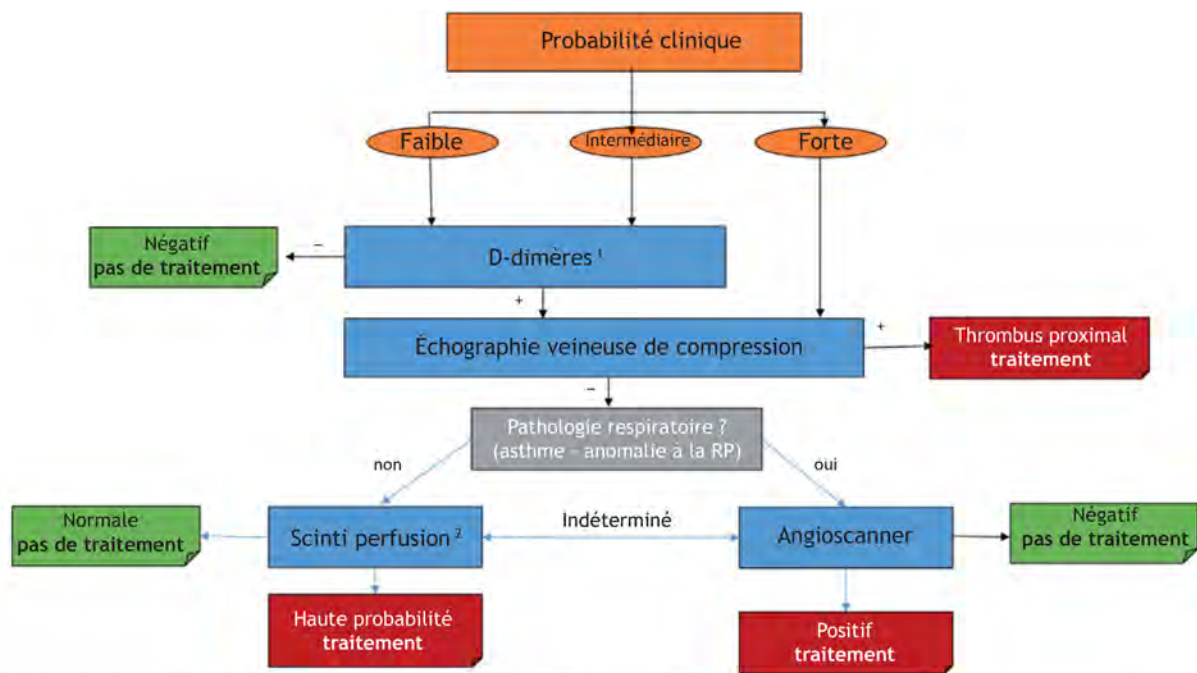 Probabilité clinique
Faible
Intermédiaire
Forte
Négatif
pas de traitement
–
D-dimères ¹
+
Échographie veineuse de compression
+
Thrombus proximal
traitement
–
Pathologie respiratoire ?
(asthme – anomalie à la RP)
non
oui
Normale
pas de traitement
Scinti perfusion ²
Indéterminé
Angioscanner
Négatif
pas de traitement
Haute probabilité
traitement
Positif
traitement